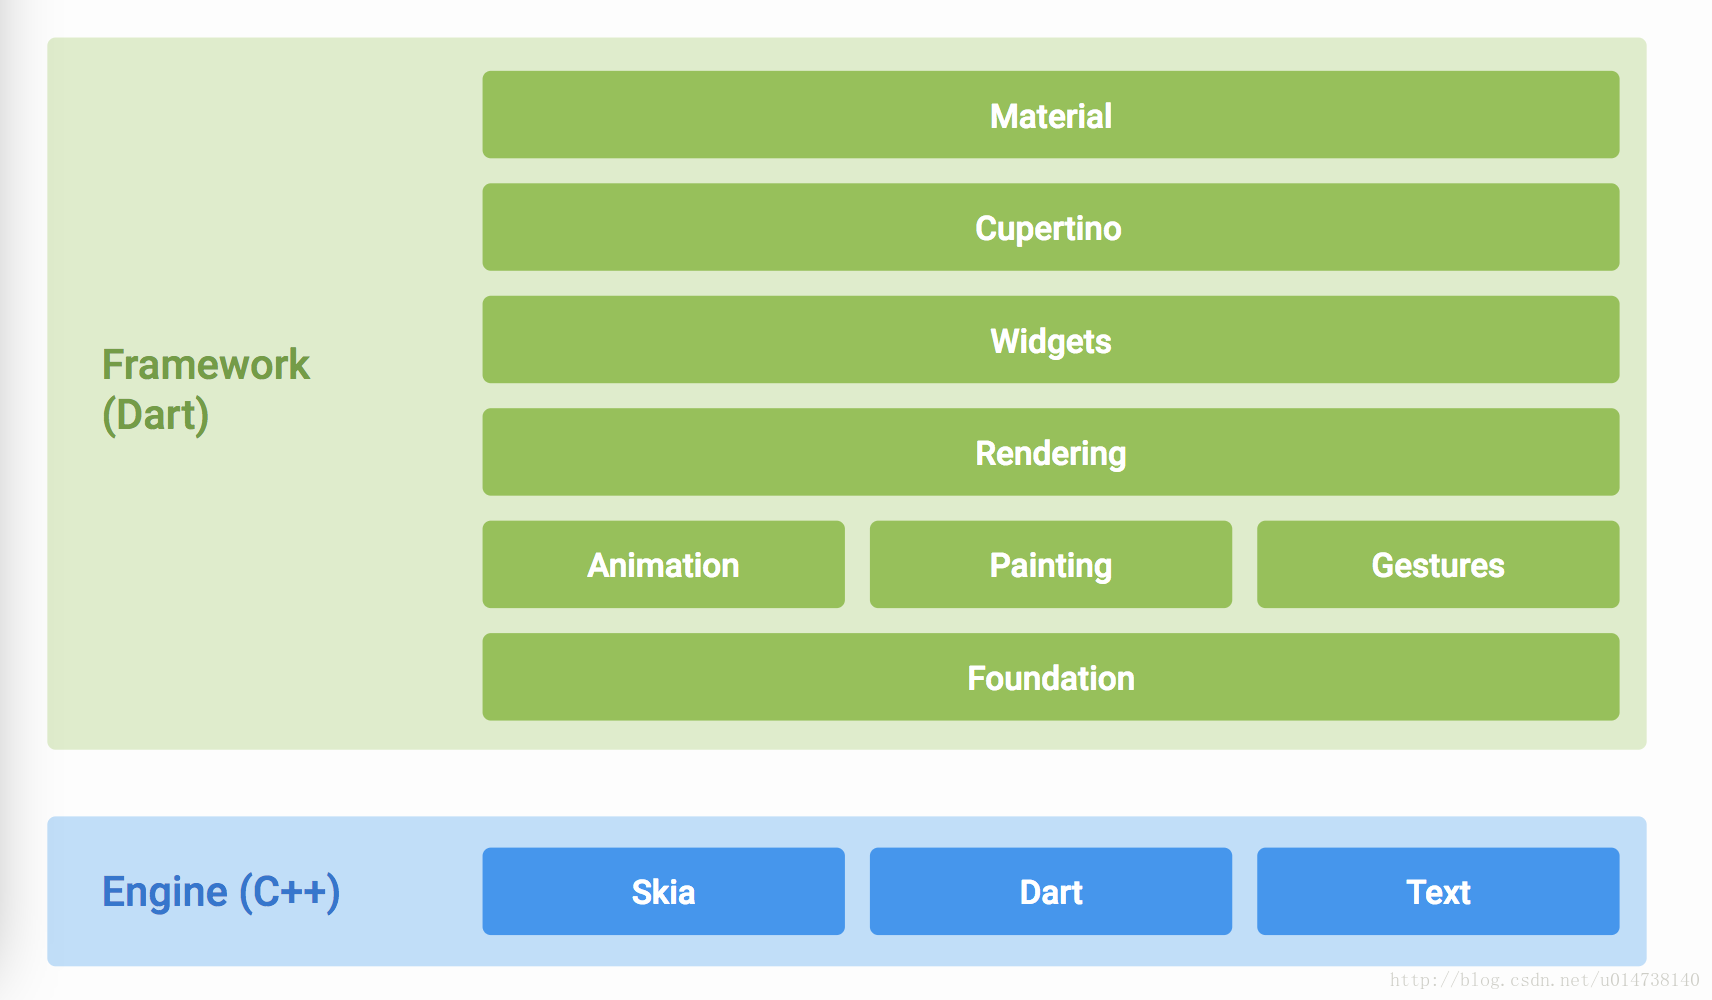 Material
Cupertino
Widgets
Framework
(Dart)
Rendering
Animation
Painting
Gestures
Foundation
Engine (C++)
Skia
Dart
Text
http://blog.csdn.net/u014738140